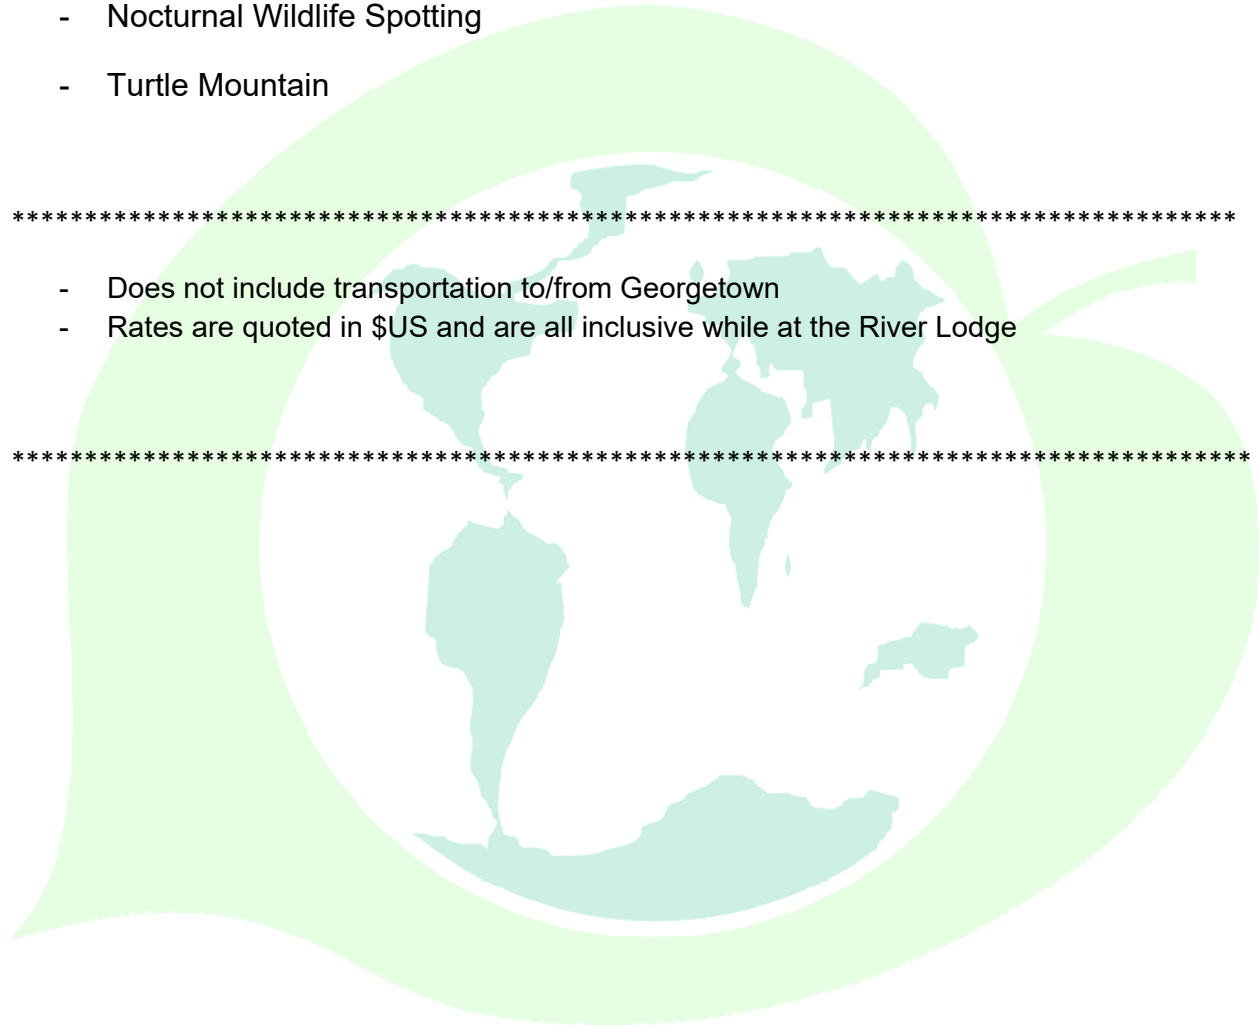 - Nocturnal Wildlife Spotting
- Turtle Mountain
*************************************************************************************
- Does not include transportation to/from Georgetown
- Rates are quoted in $US and are all inclusive while at the River Lodge
**************************************************************************************